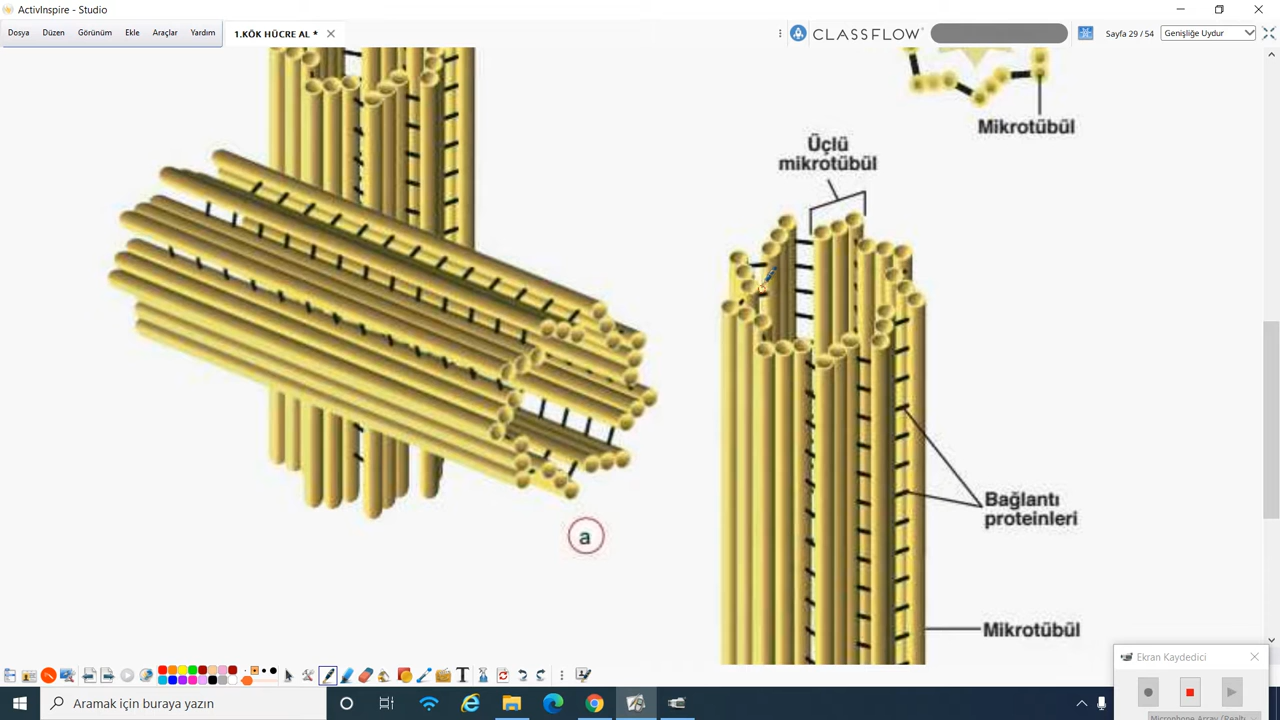 ActivInspire - Studio
Dosya Düzen Görünüm Ekle Araçlar Yardım
1.KÖK HÜCRE AL *
CLASSFLOW
Sayfa 29 / 54
Genişliğe Uydur
Mikrotübül
Üçlü
mikrotübül
Bağlantı
proteinleri
Mikrotübül
a
Ekran Kaydedici
Aramak için buraya yazın